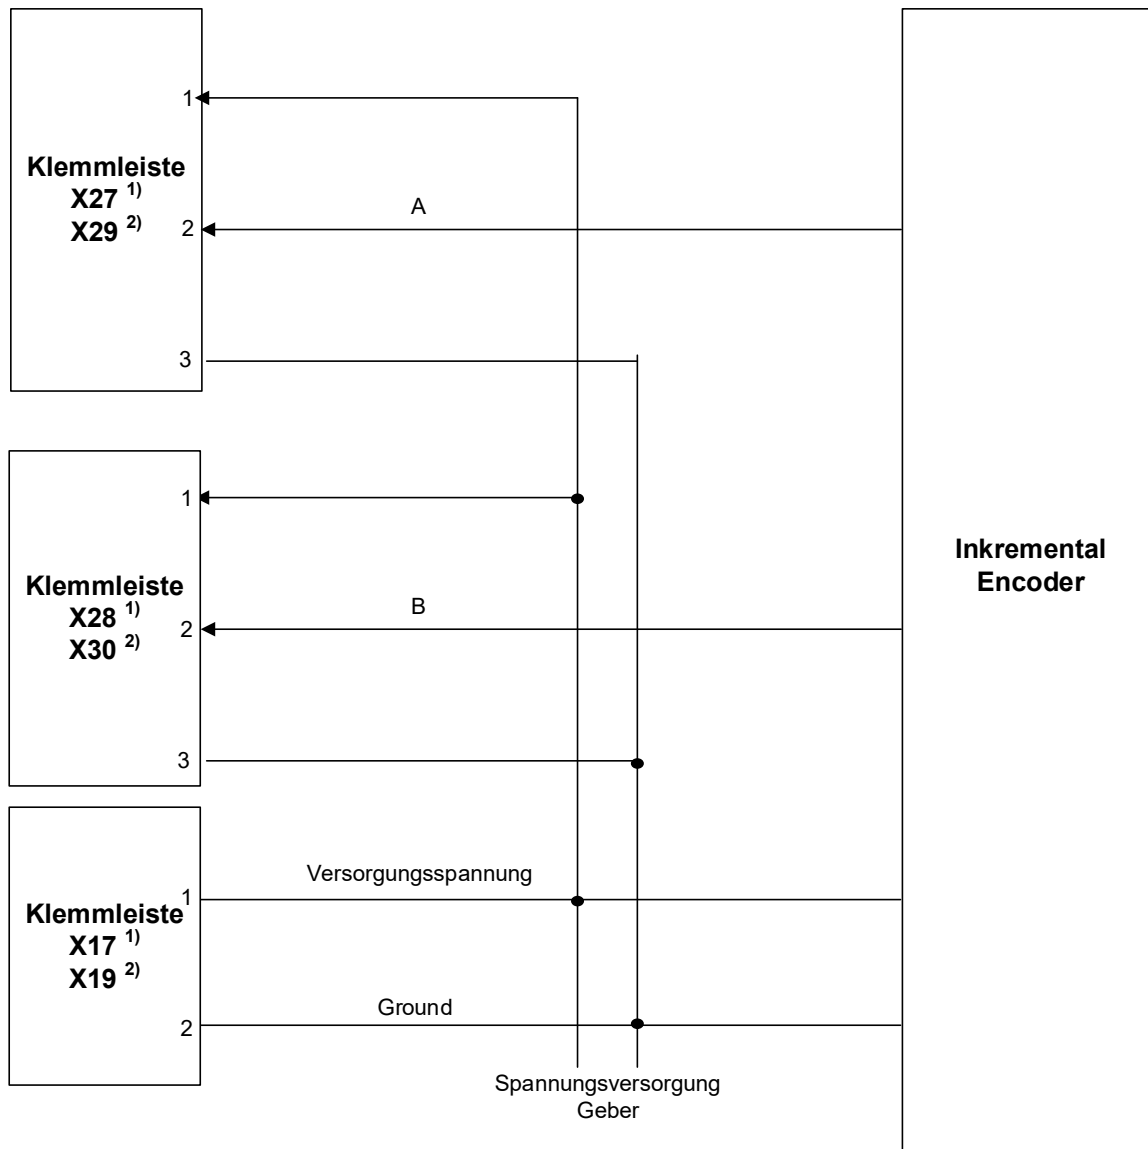 1
Klemmleiste
X27 1)
X29 2)
2
3
A
1
Klemmleiste
X28 1)
X30 2)
2
3
B
Inkremental
Encoder
1
Klemmleiste
X17 1)
X19 2)
2
Versorgungsspannung
Ground
Spannungsversorgung
Geber